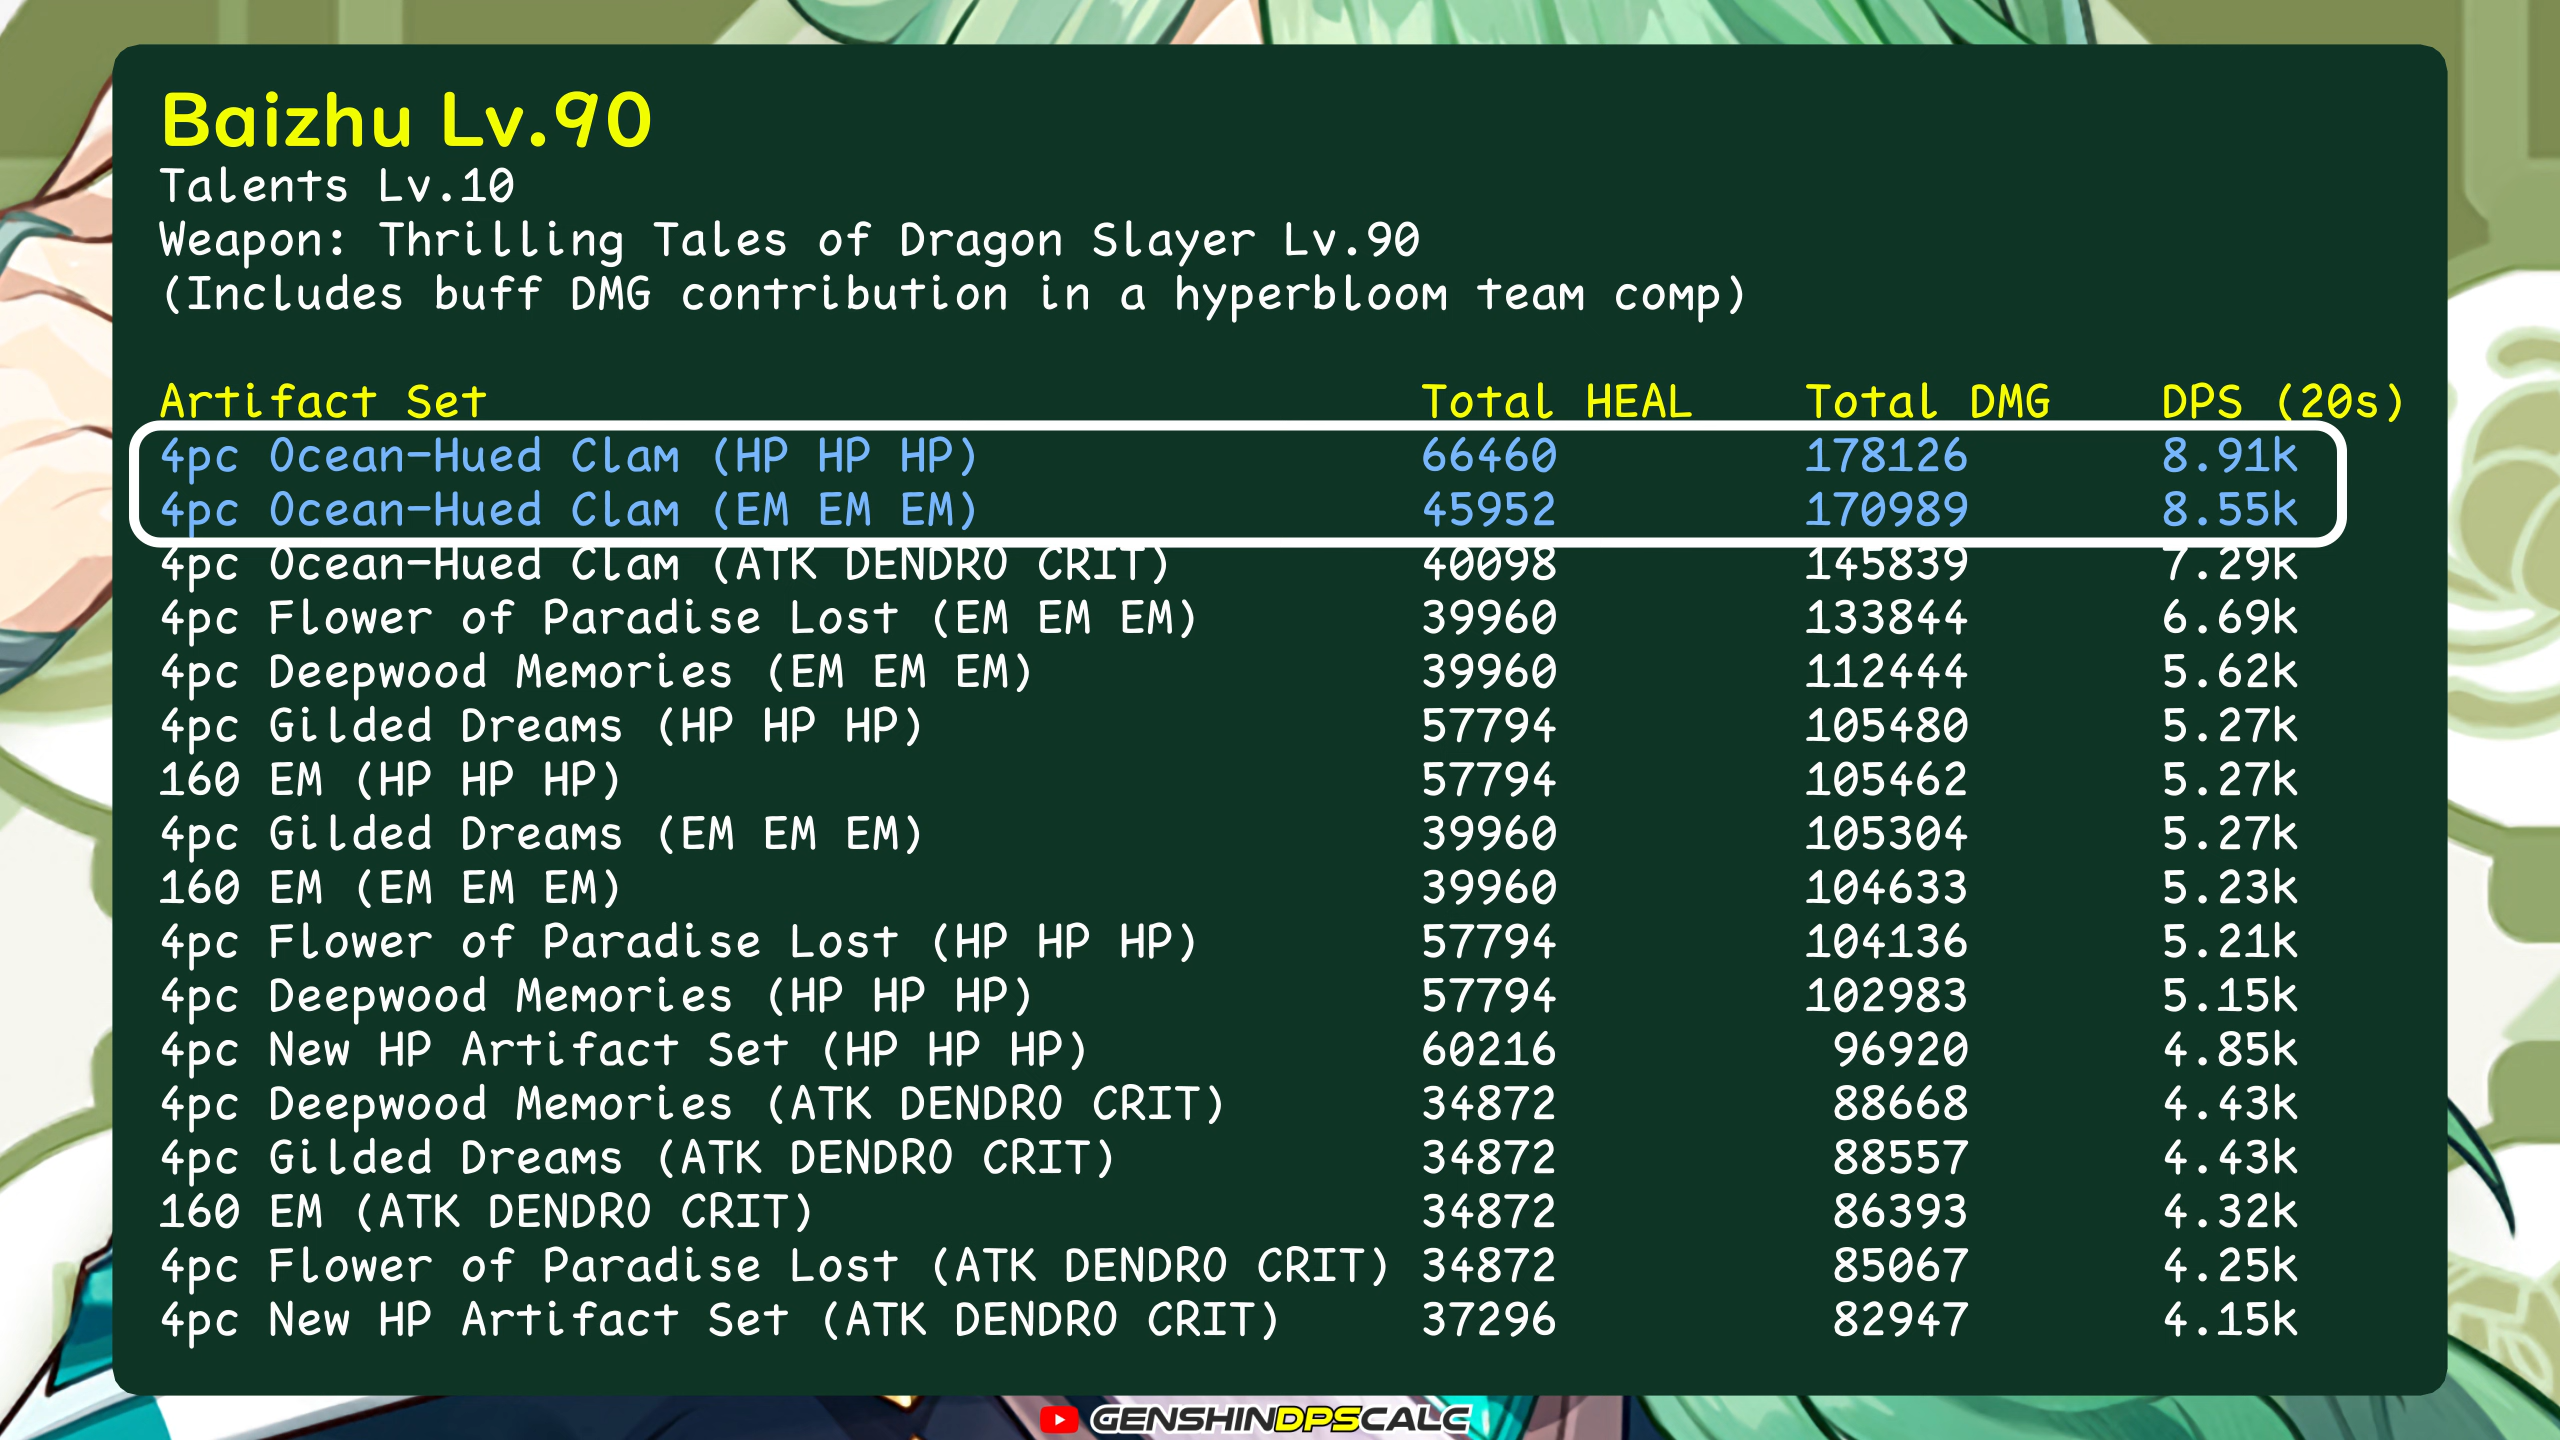 Baizhu Lv.90
Talents Lv.10
Weapon: Thrilling Tales of Dragon Slayer Lv.90
(Includes buff DMG contribution in a hyperbloom team comp)
Artifact Set Total HEAL Total DMG DPS (20s)
4pc Ocean-Hued Clam (HP HP HP) 66460 178126 8.91k
4pc Ocean-Hued Clam (EM EM EM) 45952 170989 8.55k
4pc Ocean-Hued Clam (ATK DENDRO CRIT) 40098 145839 7.29k
4pc Flower of Paradise Lost (EM EM EM) 39960 133844 6.69k
4pc Deepwood Memories (EM EM EM) 39960 112444 5.62k
4pc Gilded Dreams (HP HP HP) 57794 105480 5.27k
160 EM (HP HP HP) 57794 105462 5.27k
4pc Gilded Dreams (EM EM EM) 39960 105304 5.27k
160 EM (EM EM EM) 39960 104633 5.23k
4pc Flower of Paradise Lost (HP HP HP) 57794 104136 5.21k
4pc Deepwood Memories (HP HP HP) 57794 102983 5.15k
4pc New HP Artifact Set (HP HP HP) 60216 96920 4.85k
4pc Deepwood Memories (ATK DENDRO CRIT) 34872 88668 4.43k
4pc Gilded Dreams (ATK DENDRO CRIT) 34872 88557 4.43k
160 EM (ATK DENDRO CRIT) 34872 86393 4.32k
4pc Flower of Paradise Lost (ATK DENDRO CRIT) 34872 85067 4.25k
4pc New HP Artifact Set (ATK DENDRO CRIT) 37296 82947 4.15k
GENSHINDPSCALC